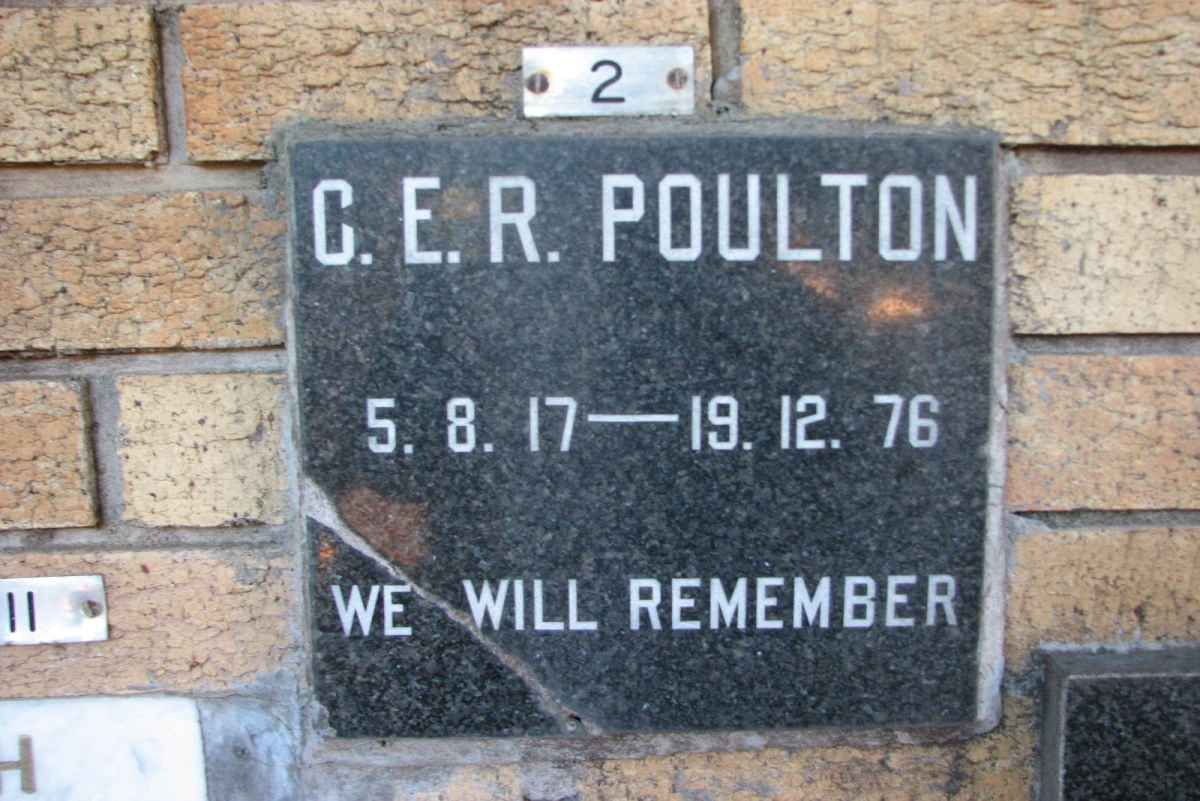 2
C. E. R. POULTON
5. 8. 17—19. 12. 76
WE WILL REMEMBER
11
H